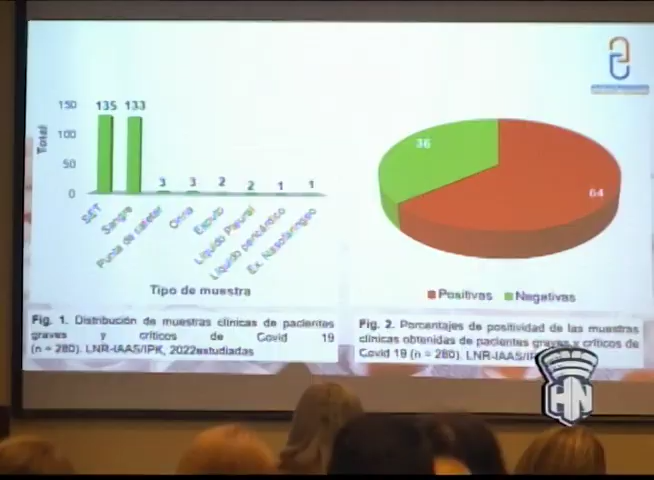 150
100
50
0
Total
135 133 3 3 2 2 1 1
SET
Sangre
Punta de catéter
Orina
Esputo
Líquido Pleural
Líquido pericárdico
Ex. Nasofaríngeo
Tipo de muestra
Fig. 1. Distribución de muestras clínicas de pacientes
graves y críticos de Covid 19
(n = 280). LNR-IAAS/IPK, 2022estudiadas
36
64
Positivas Negativas
Fig. 2. Porcentajes de positividad de las muestras
clínicas obtenidas de pacientes graves y críticos de
Covid 19 (n = 280). LNR-IAAS/IP
HN